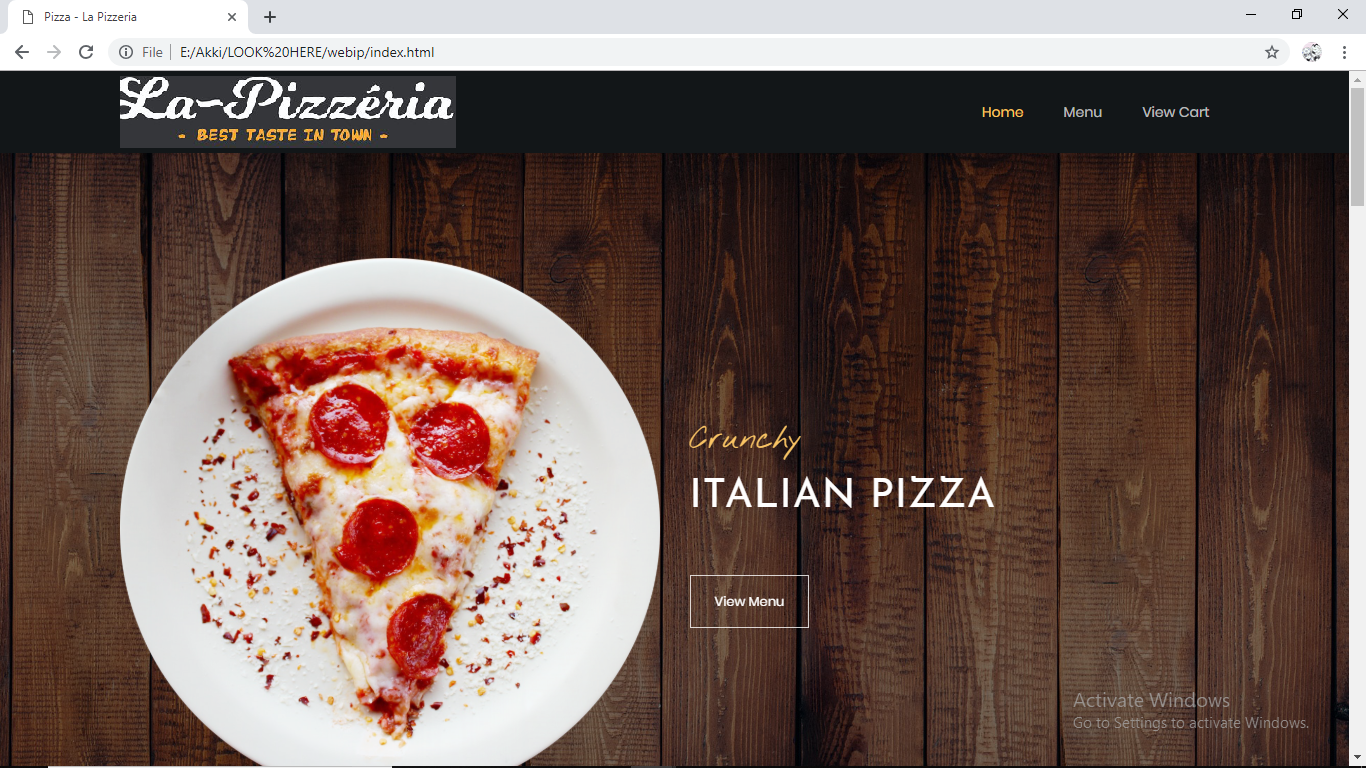 Pizza - La Pizzeria
File E:/Akki/LOOK%20HERE/webip/index.html
La-Pizzéria
- BEST TASTE IN TOWN -
Home Menu View Cart
Crunchy
ITALIAN PIZZA
View Menu
Activate Windows
Go to Settings to activate Windows.